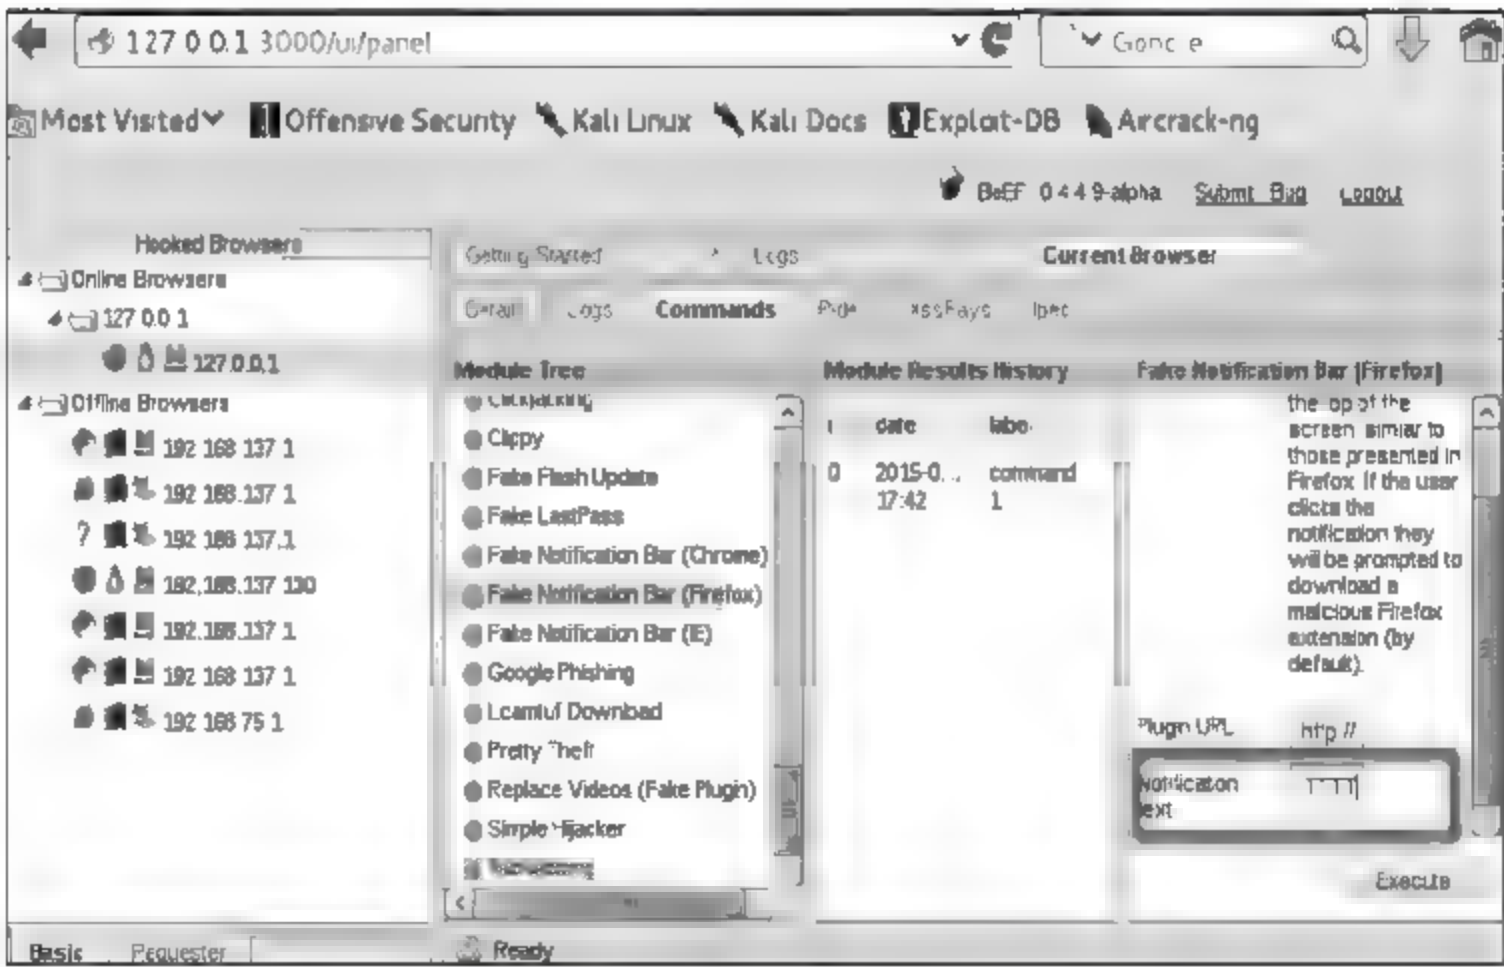 127 0 0.1 3000/ui/panel
Most Visited Offensive Security Kali Linux Kali Docs Exploit-DB Aircrack-ng
BeEF 0 4 4 9-alpha Submit Bug Logout
Hooked Browsers
Getting Started Logs Current Browser
Online Browsers
127 0.0 1
127.0.0.1
Offline Browsers
192 168 137 1
192 168.137 1
192 168 137.1
192.168.137 130
192.168.137 1
192 168 137 1
192 168 75 1
Details Logs Commands Rider XssRays Ipec
Module Tree
Clickjacking
Clippy
Fake Flash Update
Fake LastPass
Fake Notification Bar (Chrome)
Fake Notification Bar (Firefox)
Fake Notification Bar (IE)
Google Phishing
Lcamtuf Download
Pretty Theft
Replace Videos (Fake Plugin)
Simple Hijacker
Module Results History
date label
0 2015-0... command
17:42 1
Fake Notification Bar (Firefox)
the top of the
screen similar to
those presented in
Firefox. If the user
clicks the
notification they
will be prompted to
download a
malicious Firefox
extension (by
default).
Plugin URL http //
Notification
text
Execute
Basic Requester
Ready